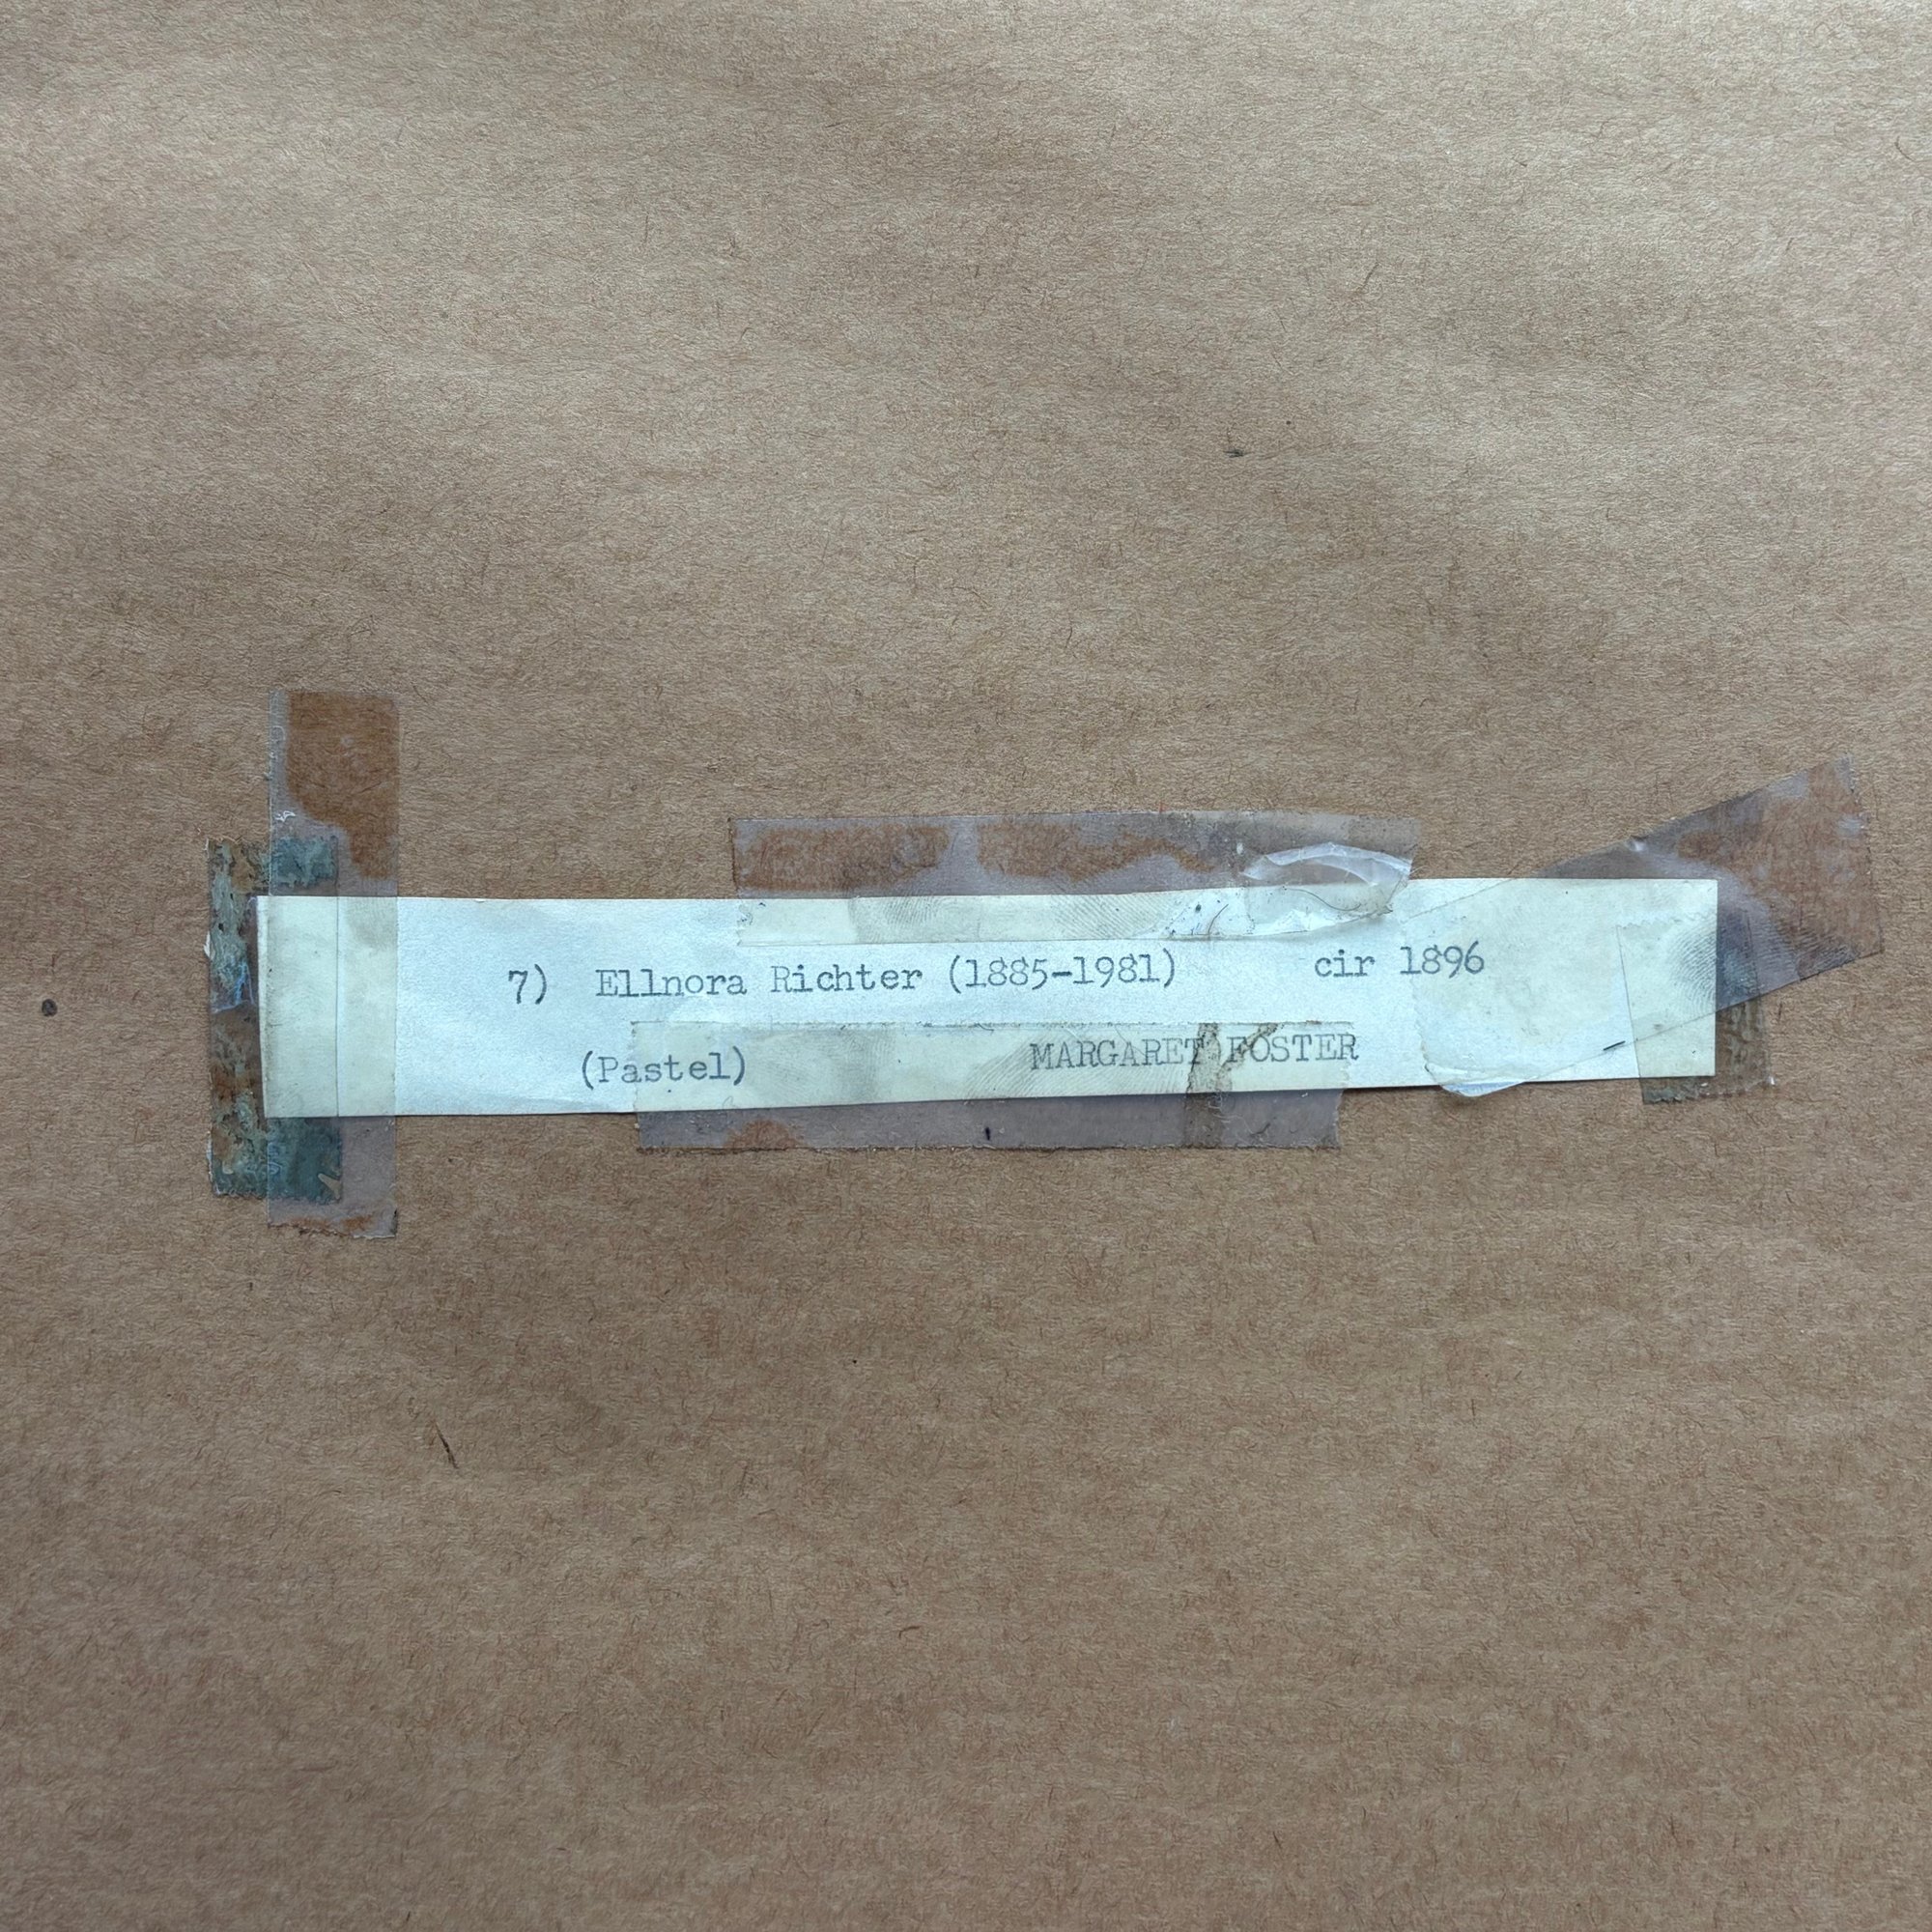 7) Ellnora Richter (1885-1981) cir 1896
(Pastel) MARGARET FOSTER